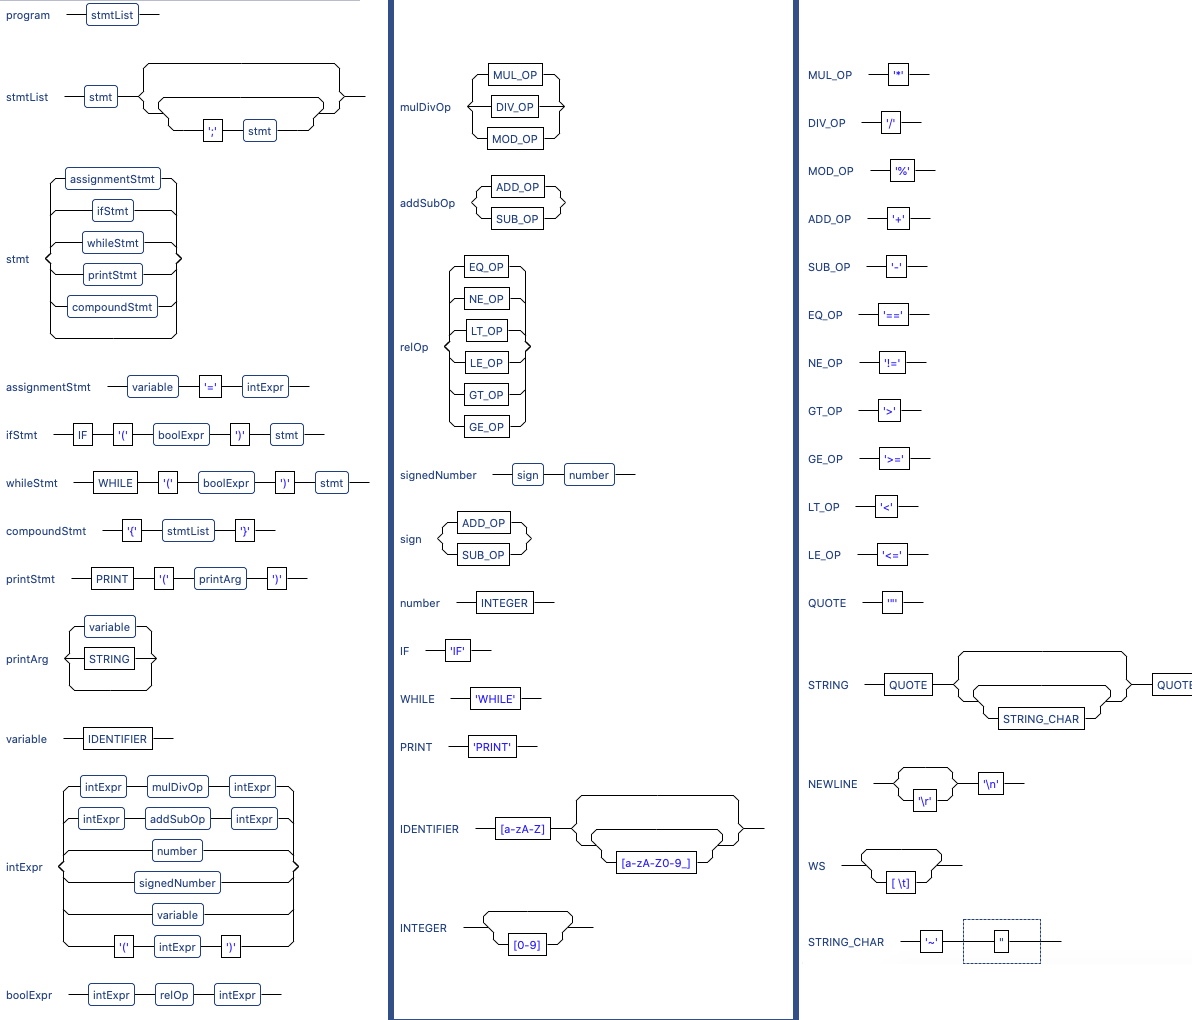 program stmtList
stmtList stmt ';' stmt
stmt assignmentStmt
ifStmt
whileStmt
printStmt
compoundStmt
assignmentStmt variable '=' intExpr
ifStmt IF '(' boolExpr ')' stmt
whileStmt WHILE '(' boolExpr ')' stmt
compoundStmt '{' stmtList '}'
printStmt PRINT '(' printArg ')'
printArg variable
STRING
variable IDENTIFIER
intExpr intExpr mulDivOp intExpr
intExpr addSubOp intExpr
number
signedNumber
variable
'(' intExpr ')'
boolExpr intExpr relOp intExpr
mulDivOp MUL_OP
DIV_OP
MOD_OP
addSubOp ADD_OP
SUB_OP
relOp EQ_OP
NE_OP
LT_OP
LE_OP
GT_OP
GE_OP
signedNumber sign number
sign ADD_OP
SUB_OP
number INTEGER
IF 'IF'
WHILE 'WHILE'
PRINT 'PRINT'
IDENTIFIER [a-zA-Z] [a-zA-Z0-9_]
INTEGER [0-9]
MUL_OP '*'
DIV_OP '/'
MOD_OP '%'
ADD_OP '+'
SUB_OP '-'
EQ_OP '=='
NE_OP '!='
GT_OP '>'
GE_OP '>='
LT_OP '<'
LE_OP '<='
QUOTE '"'
STRING QUOTE STRING_CHAR QUOTE
NEWLINE '\r' '\n'
WS [ \t]
STRING_CHAR '~' "